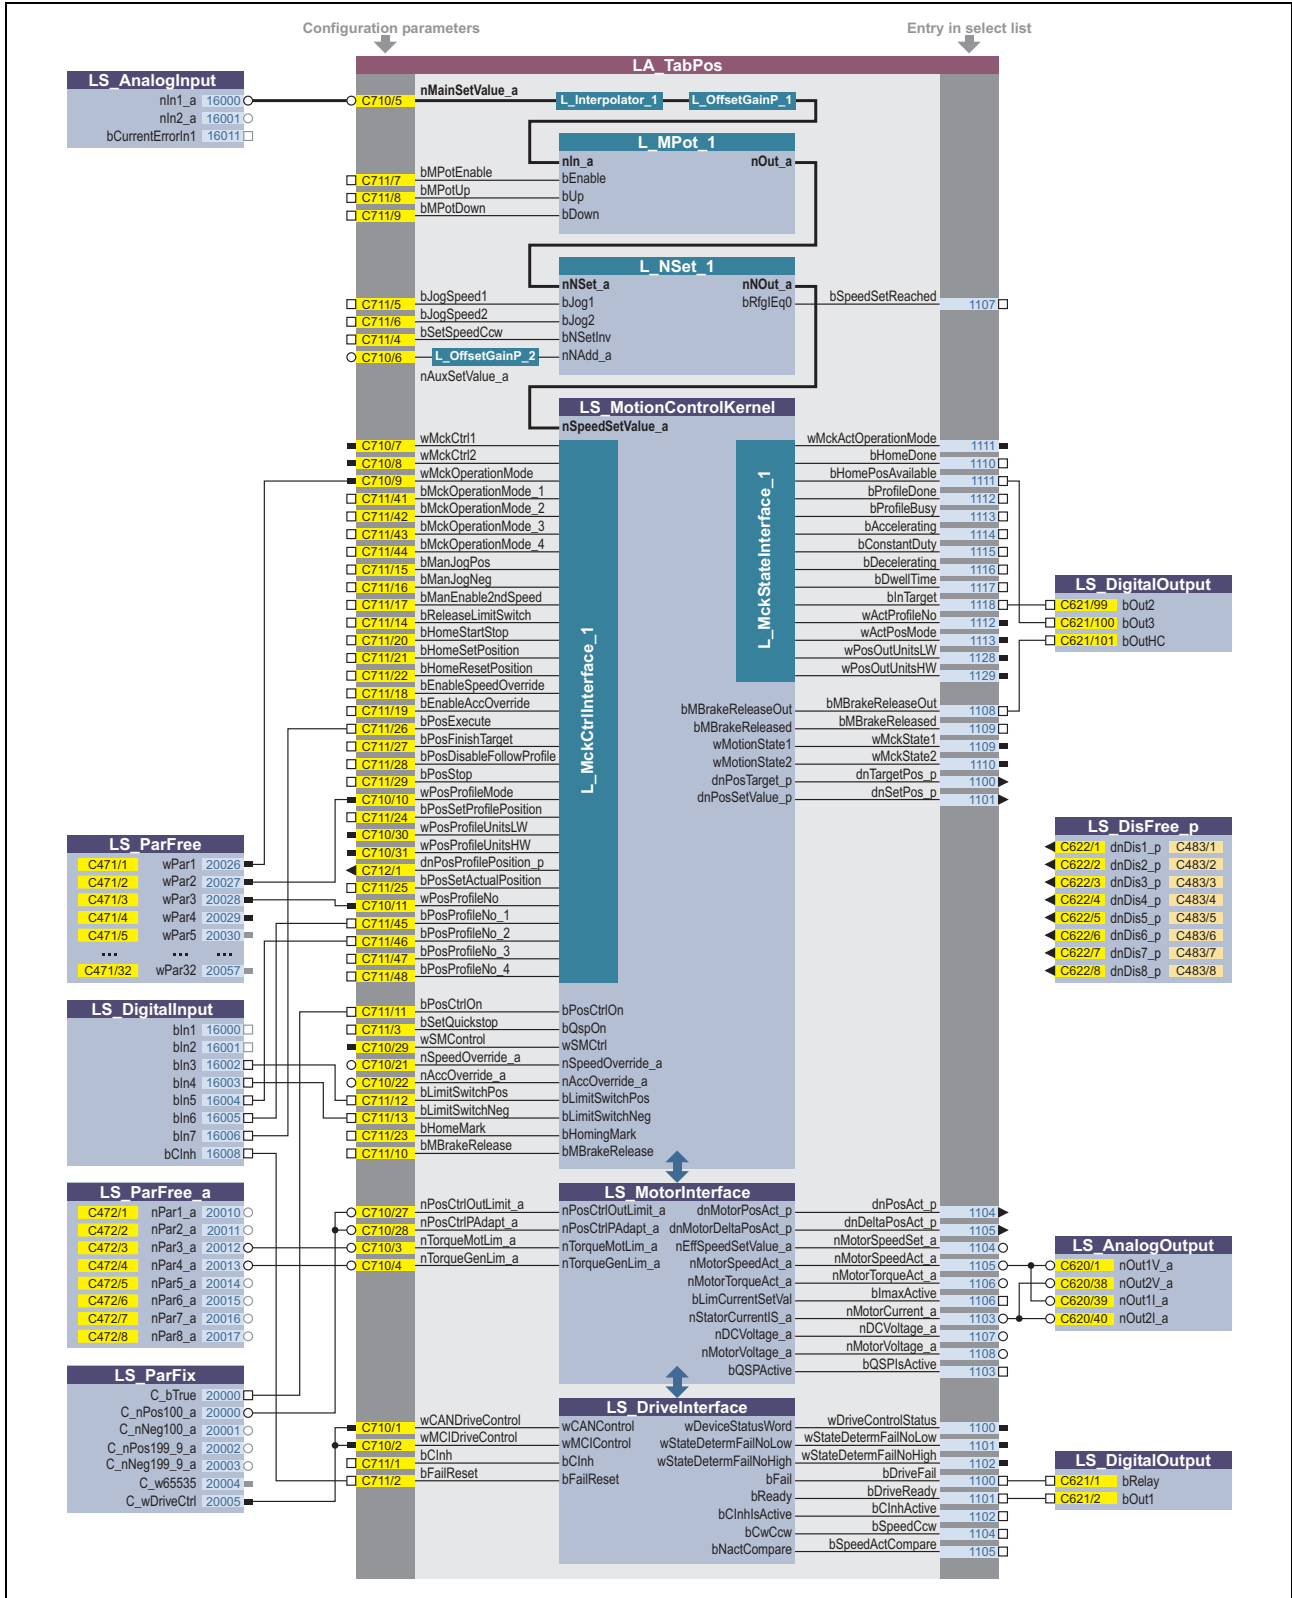 Configuration parameters
Entry in select list
LA_TabPos
LS_AnalogInput
nIn1_a 16000
nIn2_a 16001
bCurrentErrorIn1 16011
C710/5 nMainSetValue_a
L_Interpolator_1 L_OffsetGainP_1
L_MPot_1
nIn_a nOut_a
C711/7 bMPotEnable bEnable
C711/8 bMPotUp bUp
C711/9 bMPotDown bDown
L_NSet_1
nNSet_a nNOut_a
C711/5 bJogSpeed1 bJog1 bRfgIEq0 bSpeedSetReached 1107
C711/6 bJogSpeed2 bJog2
C711/4 bSetSpeedCcw bNSetInv
C710/6 L_OffsetGainP_2 nNAdd_a
nAuxSetValue_a
LS_MotionControlKernel
nSpeedSetValue_a
L_MckCtrlInterface_1
L_MckStateInterface_1
C710/7 wMckCtrl1
C710/8 wMckCtrl2
C710/9 wMckOperationMode
C711/41 bMckOperationMode_1
C711/42 bMckOperationMode_2
C711/43 bMckOperationMode_3
C711/44 bMckOperationMode_4
C711/15 bManJogPos
C711/16 bManJogNeg
C711/17 bManEnable2ndSpeed
C711/14 bReleaseLimitSwitch
C711/20 bHomeStartStop
C711/21 bHomeSetPosition
C711/22 bHomeResetPosition
C711/18 bEnableSpeedOverride
C711/19 bEnableAccOverride
C711/26 bPosExecute
C711/27 bPosFinishTarget
C711/28 bPosDisableFollowProfile
C711/29 bPosStop
C710/10 wPosProfileMode
C711/24 bPosSetProfilePosition
C710/30 wPosProfileUnitsLW
C710/31 wPosProfileUnitsHW
C712/1 dnPosProfilePosition_p
C711/25 bPosSetActualPosition
C710/11 wPosProfileNo
C711/45 bPosProfileNo_1
C711/46 bPosProfileNo_2
C711/47 bPosProfileNo_3
C711/48 bPosProfileNo_4
wMckActOperationMode 1111
bHomeDone 1110
bHomePosAvailable 1111
bProfileDone 1112
bProfileBusy 1113
bAccelerating 1114
bConstantDuty 1115
bDecelerating 1116
bDwellTime 1117
bInTarget 1118
wActProfileNo 1112
wActPosMode 1113
wPosOutUnitsLW 1128
wPosOutUnitsHW 1129
bMBrakeReleaseOut bMBrakeReleaseOut 1108
bMBrakeReleased bMBrakeReleased 1109
wMotionState1 wMckState1 1109
wMotionState2 wMckState2 1110
dnPosTarget_p dnTargetPos_p 1100
dnPosSetValue_p dnSetPos_p 1101
LS_DigitalOutput
C621/99 bOut2
C621/100 bOut3
C621/101 bOutHC
LS_DisFree_p
C622/1 dnDis1_p C483/1
C622/2 dnDis2_p C483/2
C622/3 dnDis3_p C483/3
C622/4 dnDis4_p C483/4
C622/5 dnDis5_p C483/5
C622/6 dnDis6_p C483/6
C622/7 dnDis7_p C483/7
C622/8 dnDis8_p C483/8
LS_ParFree
C471/1 wPar1 20026
C471/2 wPar2 20027
C471/3 wPar3 20028
C471/4 wPar4 20029
C471/5 wPar5 20030
... ... ...
C471/32 wPar32 20057
LS_DigitalInput
bIn1 16000
bIn2 16001
bIn3 16002
bIn4 16003
bIn5 16004
bIn6 16005
bIn7 16006
bCInh 16008
C711/11 bPosCtrlOn bPosCtrlOn
C711/3 bSetQuickstop bQspOn
C710/29 wSMControl wSMCtrl
C710/21 nSpeedOverride_a nSpeedOverride_a
C710/22 nAccOverride_a nAccOverride_a
C711/12 bLimitSwitchPos bLimitSwitchPos
C711/13 bLimitSwitchNeg bLimitSwitchNeg
C711/23 bHomeMark bHomingMark
C711/10 bMBrakeRelease bMBrakeRelease
LS_ParFree_a
C472/1 nPar1_a 20010
C472/2 nPar2_a 20011
C472/3 nPar3_a 20012
C472/4 nPar4_a 20013
C472/5 nPar5_a 20014
C472/6 nPar6_a 20015
C472/7 nPar7_a 20016
C472/8 nPar8_a 20017
LS_MotorInterface
C710/27 nPosCtrlOutLimit_a nPosCtrlOutLimit_a dnMotorPosAct_p dnPosAct_p 1104
C710/28 nPosCtrlPAdapt_a nPosCtrlPAdapt_a dnMotorDeltaPosAct_p dnDeltaPosAct_p 1105
C710/3 nTorqueMotLim_a nTorqueMotLim_a nEffSpeedSetValue_a nMotorSpeedSet_a 1104
C710/4 nTorqueGenLim_a nTorqueGenLim_a nMotorSpeedAct_a nMotorSpeedAct_a 1105
nMotorTorqueAct_a nMotorTorqueAct_a 1106
bLimCurrentSetVal bImaxActive 1106
nStatorCurrentIS_a nMotorCurrent_a 1103
nDCVoltage_a nDCVoltage_a 1107
nMotorVoltage_a nMotorVoltage_a 1108
bQSPActive bQSPIsActive 1103
LS_AnalogOutput
C620/1 nOut1V_a
C620/38 nOut2V_a
C620/39 nOut1I_a
C620/40 nOut2I_a
LS_ParFix
C_bTrue 20000
C_nPos100_a 20000
C_nNeg100_a 20001
C_nPos199_9_a 20002
C_nNeg199_9_a 20003
C_w65535 20004
C_wDriveCtrl 20005
LS_DriveInterface
C710/1 wCANDriveControl wCANControl wDeviceStatusWord wDriveControlStatus 1100
C710/2 wMCIDriveControl wMCIControl wStateDetermFailNoLow wStateDetermFailNoLow 1101
C711/1 bCInh bCInh wStateDetermFailNoHigh wStateDetermFailNoHigh 1102
C711/2 bFailReset bFailReset bFail bDriveFail 1100
bReady bDriveReady 1101
bCInhIsActive bCInhActive 1102
bCwCcw bSpeedCcw 1104
bNactCompare bSpeedActCompare 1105
LS_DigitalOutput
C621/1 bRelay
C621/2 bOut1